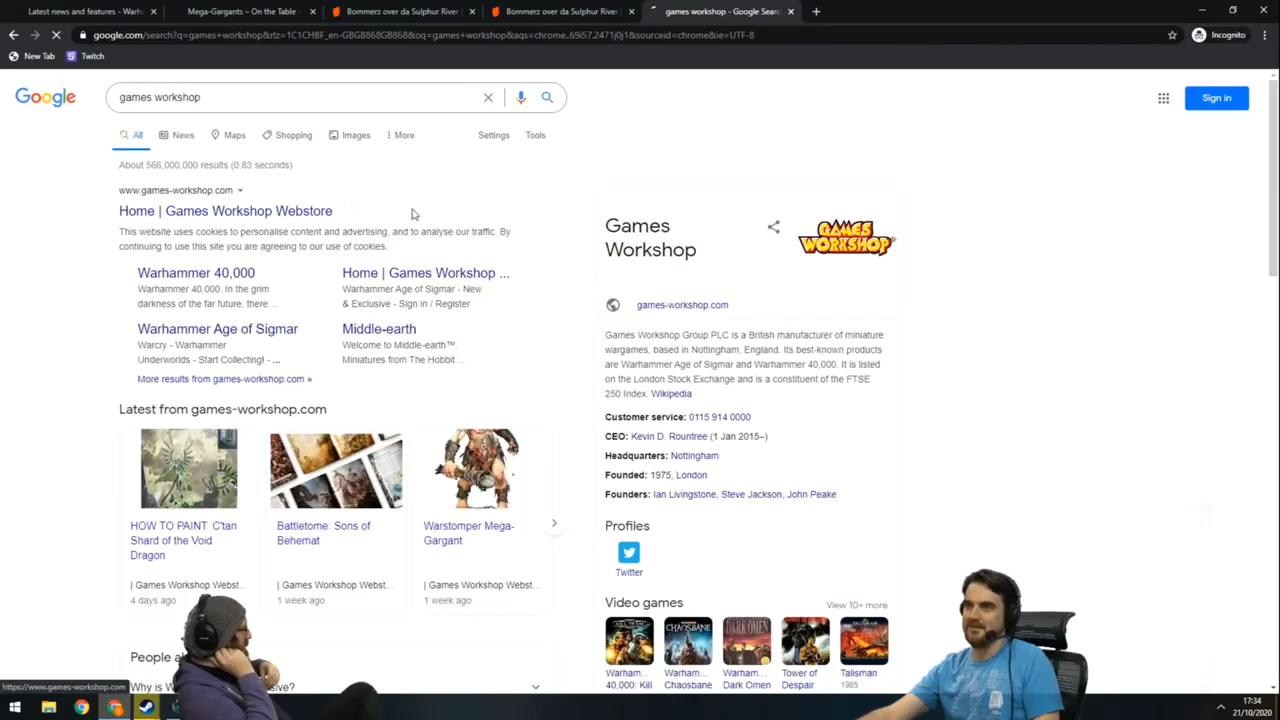 Latest news and features - Warh
Mega-Gargants – On the Table -
Bommerz over da Sulphur River
Bommerz over da Sulphur River
games workshop - Google Sear
google.com/search?q=games+workshop&rlz=1C1CHBF_en-GBGB868GB868&oq=games+workshop&aqs=chrome..69i57.2471j0j1&sourceid=chrome&ie=UTF-8
Incognito
New Tab
Twitch
Google
games workshop
Sign in
All
News
Maps
Shopping
Images
More
Settings
Tools
About 566,000,000 results (0.83 seconds)
www.games-workshop.com
Home | Games Workshop Webstore
This website uses cookies to personalise content and advertising, and to analyse our traffic. By
continuing to use this site you are agreeing to our use of cookies.
Warhammer 40,000
Warhammer 40,000. In the grim
darkness of the far future, there ...
Home | Games Workshop ...
Warhammer Age of Sigmar - New
& Exclusive - Sign in / Register
Warhammer Age of Sigmar
Warcry - Warhammer
Underworlds - Start Collecting! - ...
Middle-earth
Welcome to Middle-earth™.
Miniatures from The Hobbit ...
More results from games-workshop.com »
Latest from games-workshop.com
HOW TO PAINT: C'tan
Shard of the Void
Dragon
| Games Workshop Webst...
4 days ago
Battletome: Sons of
Behemat
| Games Workshop Webst...
1 week ago
Warstomper Mega-
Gargant
| Games Workshop Webst...
1 week ago
People al
Why is W
sive?
Games
Workshop
GAMES
WORKSHOP
games-workshop.com
Games Workshop Group PLC is a British manufacturer of miniature
wargames, based in Nottingham, England. Its best-known products
are Warhammer Age of Sigmar and Warhammer 40,000. It is listed
on the London Stock Exchange and is a constituent of the FTSE
250 Index. Wikipedia
Customer service: 0115 914 0000
CEO: Kevin D. Rountree (1 Jan 2015–)
Headquarters: Nottingham
Founded: 1975, London
Founders: Ian Livingstone, Steve Jackson, John Peake
Profiles
Twitter
Video games
View 10+ more
CHAOSBANE
DARK OMEN
Warham...
40,000: Kill
Warham...
Chaosbane
Warham...
Dark Omen
Tower of
Despair
Talisman
1985
https://www.games-workshop.com
17:34
21/10/2020